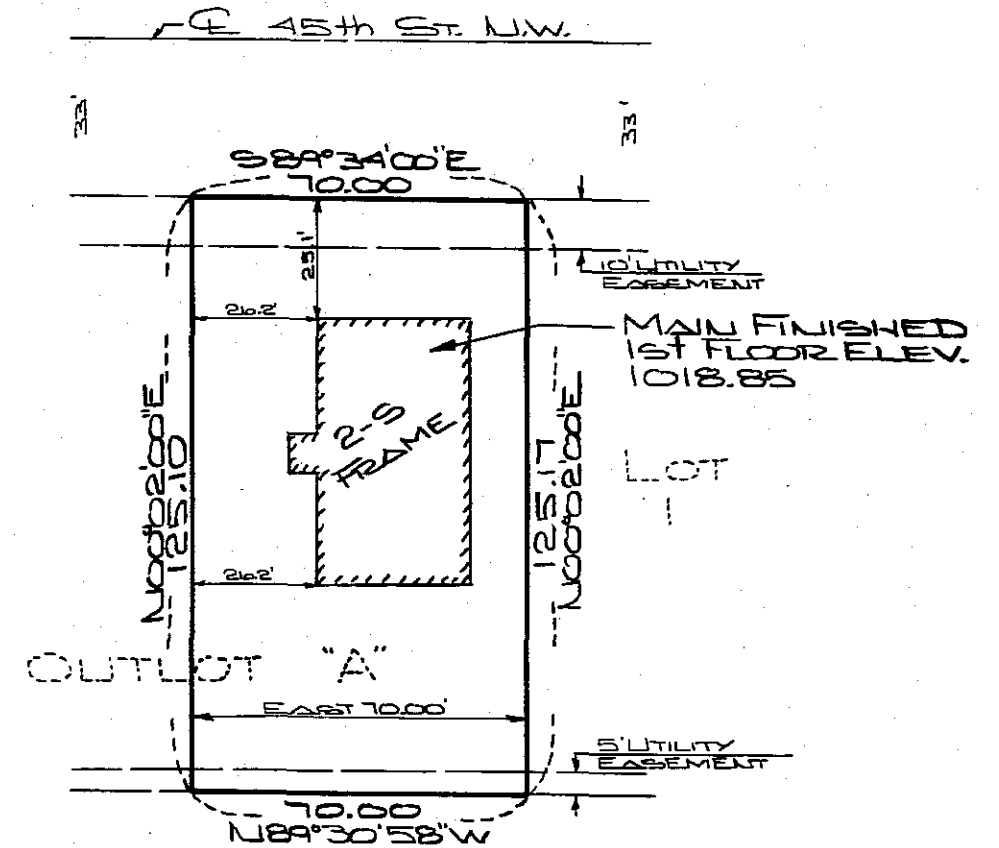 ℄ 45th ST. N.W.
33'
33'
S89°34'00"E
70.00
25.1'
10' UTILITY
EASEMENT
26.2'
MAIN FINISHED
1ST FLOOR ELEV.
1018.85
2-S
FRAME
N00°02'00"E
125.10
125.17
N00°02'00"E
LOT
1
26.2'
OUTLOT "A"
EAST 70.00'
5' UTILITY
EASEMENT
70.00
N89°30'58"W